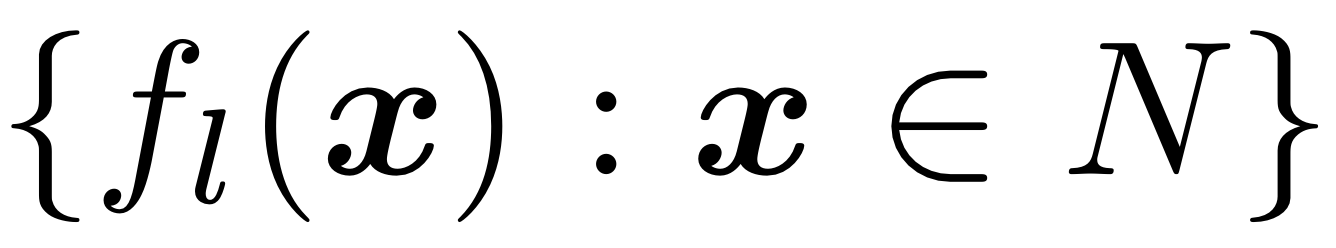 {f_l(𝒙) : 𝒙 ∈ N}